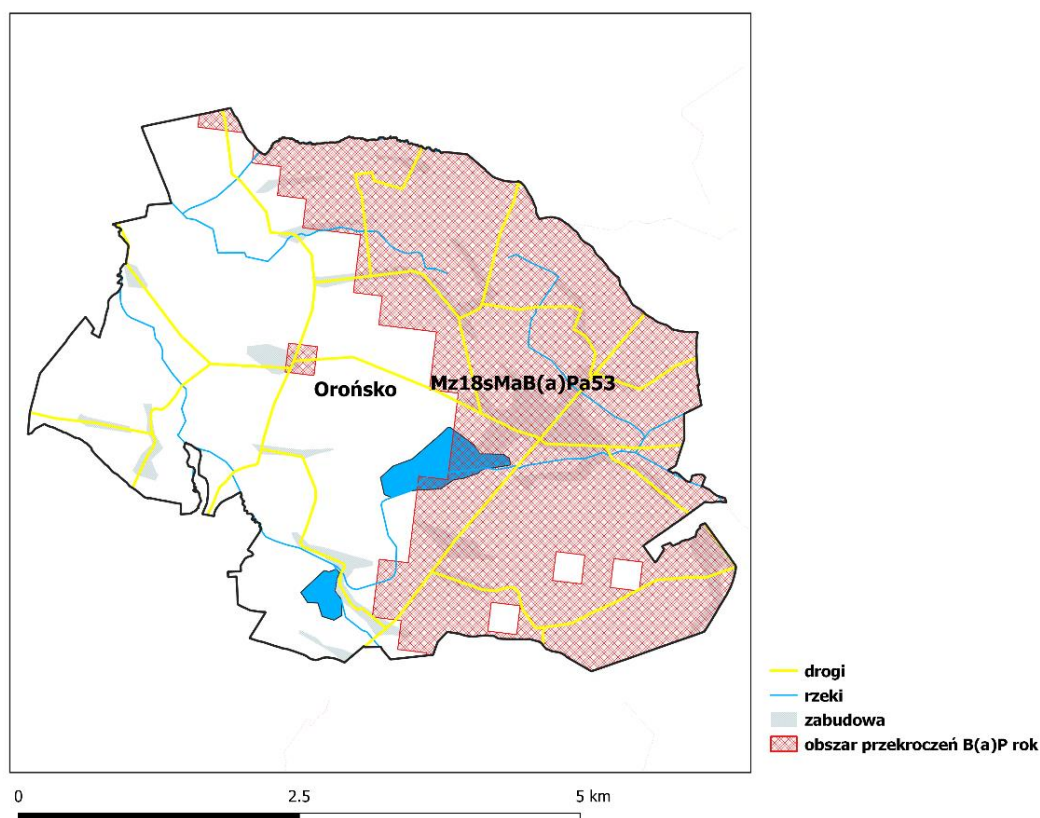 Mz18sMaB(a)Pa53
Orońsko
drogi
rzeki
zabudowa
obszar przekroczeń B(a)P rok
0 2.5 5 km